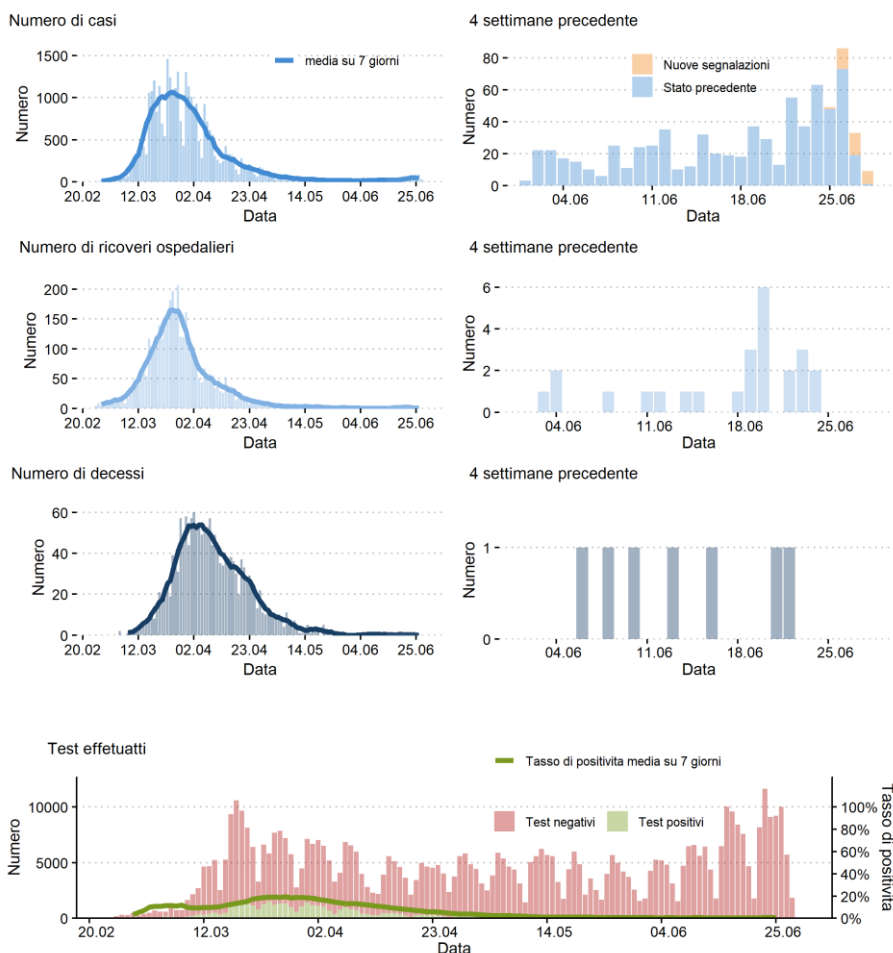 Numero di casi
4 settimane precedente
1500
1000
500
0
Numero
media su 7 giorni
20.02 12.03 02.04 23.04 14.05 04.06 25.06
Data
80
60
40
20
0
Numero
Nuove segnalazioni
Stato precedente
04.06 11.06 18.06 25.06
Data
Numero di ricoveri ospedalieri
4 settimane precedente
200
150
100
50
0
Numero
20.02 12.03 02.04 23.04 14.05 04.06 25.06
Data
6
4
2
0
Numero
04.06 11.06 18.06 25.06
Data
Numero di decessi
4 settimane precedente
60
40
20
0
Numero
20.02 12.03 02.04 23.04 14.05 04.06 25.06
Data
1
0
Numero
04.06 11.06 18.06 25.06
Data
Test effetuatti
Tasso di positivita media su 7 giorni
Test negativi Test positivi
10000
5000
0
Numero
100%
80%
60%
40%
20%
0%
Tasso di positivita
20.02 12.03 02.04 23.04 14.05 04.06 25.06
Data